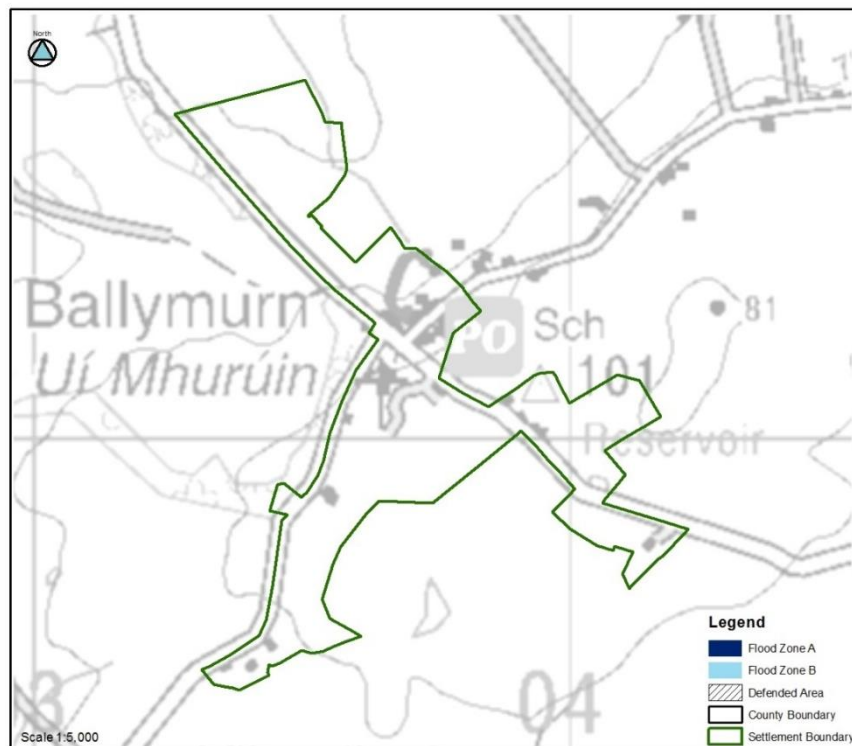 North
Ballymurn
Uí Mhurúin
PO
Sch
101
81
Reservoir
04
Legend
Flood Zone A
Flood Zone B
Defended Area
County Boundary
Settlement Boundary
Scale 1:5,000